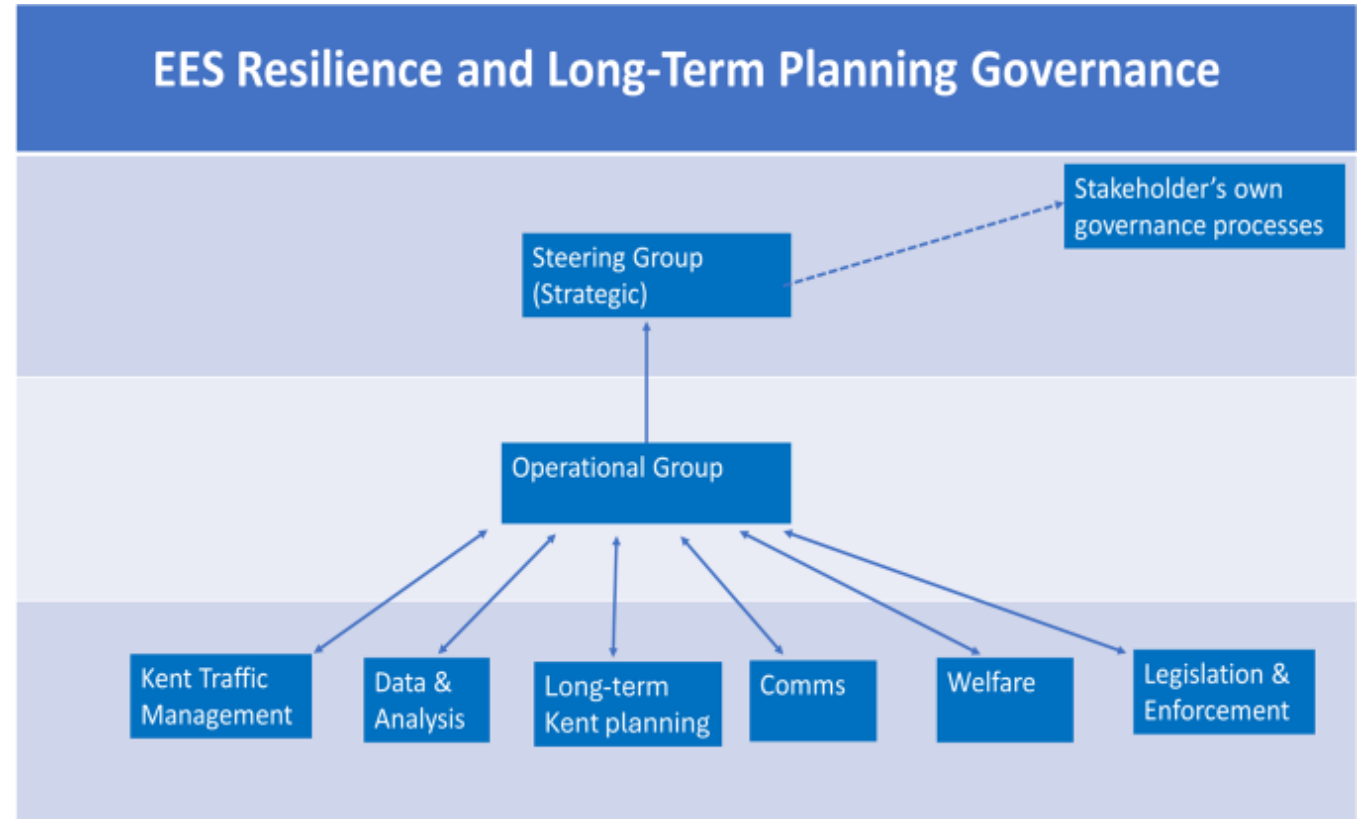 EES Resilience and Long-Term Planning Governance
Stakeholder's own
governance processes
Steering Group
(Strategic)
Operational Group
Kent Traffic
Management
Data &
Analysis
Long-term
Kent planning
Comms
Welfare
Legislation &
Enforcement